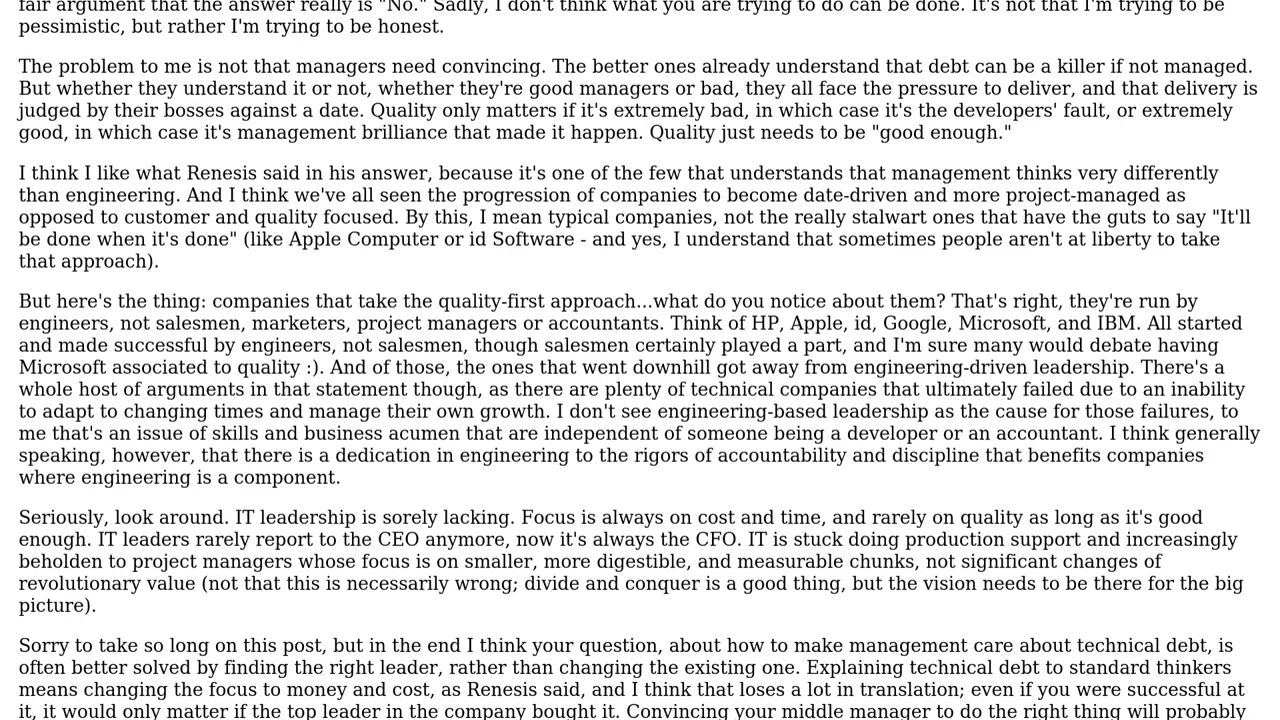 fair argument that the answer really is "No." Sadly, I don't think what you are trying to do can be done. It's not that I'm trying to be
pessimistic, but rather I'm trying to be honest.
The problem to me is not that managers need convincing. The better ones already understand that debt can be a killer if not managed.
But whether they understand it or not, whether they're good managers or bad, they all face the pressure to deliver, and that delivery is
judged by their bosses against a date. Quality only matters if it's extremely bad, in which case it's the developers' fault, or extremely
good, in which case it's management brilliance that made it happen. Quality just needs to be "good enough."
I think I like what Renesis said in his answer, because it's one of the few that understands that management thinks very differently
than engineering. And I think we've all seen the progression of companies to become date-driven and more project-managed as
opposed to customer and quality focused. By this, I mean typical companies, not the really stalwart ones that have the guts to say "It'll
be done when it's done" (like Apple Computer or id Software - and yes, I understand that sometimes people aren't at liberty to take
that approach).
But here's the thing: companies that take the quality-first approach...what do you notice about them? That's right, they're run by
engineers, not salesmen, marketers, project managers or accountants. Think of HP, Apple, id, Google, Microsoft, and IBM. All started
and made successful by engineers, not salesmen, though salesmen certainly played a part, and I'm sure many would debate having
Microsoft associated to quality :). And of those, the ones that went downhill got away from engineering-driven leadership. There's a
whole host of arguments in that statement though, as there are plenty of technical companies that ultimately failed due to an inability
to adapt to changing times and manage their own growth. I don't see engineering-based leadership as the cause for those failures, to
me that's an issue of skills and business acumen that are independent of someone being a developer or an accountant. I think generally
speaking, however, that there is a dedication in engineering to the rigors of accountability and discipline that benefits companies
where engineering is a component.
Seriously, look around. IT leadership is sorely lacking. Focus is always on cost and time, and rarely on quality as long as it's good
enough. IT leaders rarely report to the CEO anymore, now it's always the CFO. IT is stuck doing production support and increasingly
beholden to project managers whose focus is on smaller, more digestible, and measurable chunks, not significant changes of
revolutionary value (not that this is necessarily wrong; divide and conquer is a good thing, but the vision needs to be there for the big
picture).
Sorry to take so long on this post, but in the end I think your question, about how to make management care about technical debt, is
often better solved by finding the right leader, rather than changing the existing one. Explaining technical debt to standard thinkers
means changing the focus to money and cost, as Renesis said, and I think that loses a lot in translation; even if you were successful at
it, it would only matter if the top leader in the company bought it. Convincing your middle manager to do the right thing will probably